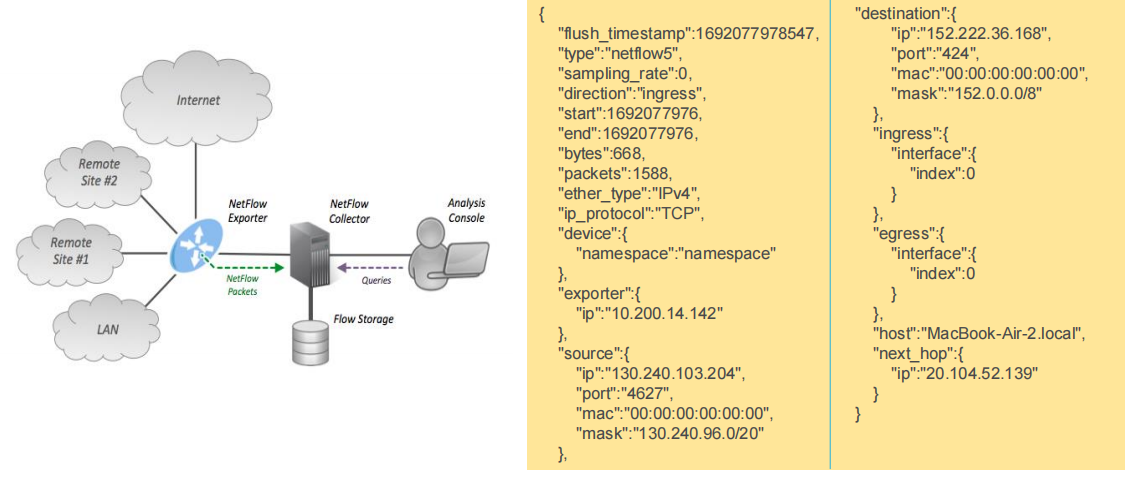 Internet
Remote
Site #2
NetFlow
Exporter
NetFlow
Collector
Analysis
Console
Remote
Site #1
NetFlow
Packets
Queries
LAN
Flow Storage
{
"flush_timestamp":1692077978547,
"type":"netflow5",
"sampling_rate":0,
"direction":"ingress",
"start":1692077976,
"end":1692077976,
"bytes":668,
"packets":1588,
"ether_type":"IPv4",
"ip_protocol":"TCP",
"device":{
"namespace":"namespace"
},
"exporter":{
"ip":"10.200.14.142"
},
"source":{
"ip":"130.240.103.204",
"port":"4627",
"mac":"00:00:00:00:00:00",
"mask":"130.240.96.0/20"
},
"destination":{
"ip":"152.222.36.168",
"port":"424",
"mac":"00:00:00:00:00:00",
"mask":"152.0.0.0/8"
},
"ingress":{
"interface":{
"index":0
}
},
"egress":{
"interface":{
"index":0
}
},
"host":"MacBook-Air-2.local",
"next_hop":{
"ip":"20.104.52.139"
}
}